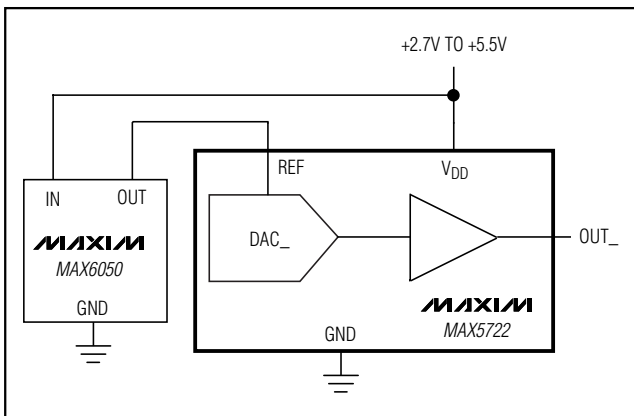 +2.7V TO +5.5V
REF
VDD
IN
OUT
DAC_
OUT_
MAXIM
MAX6050
GND
MAXIM
MAX5722
GND